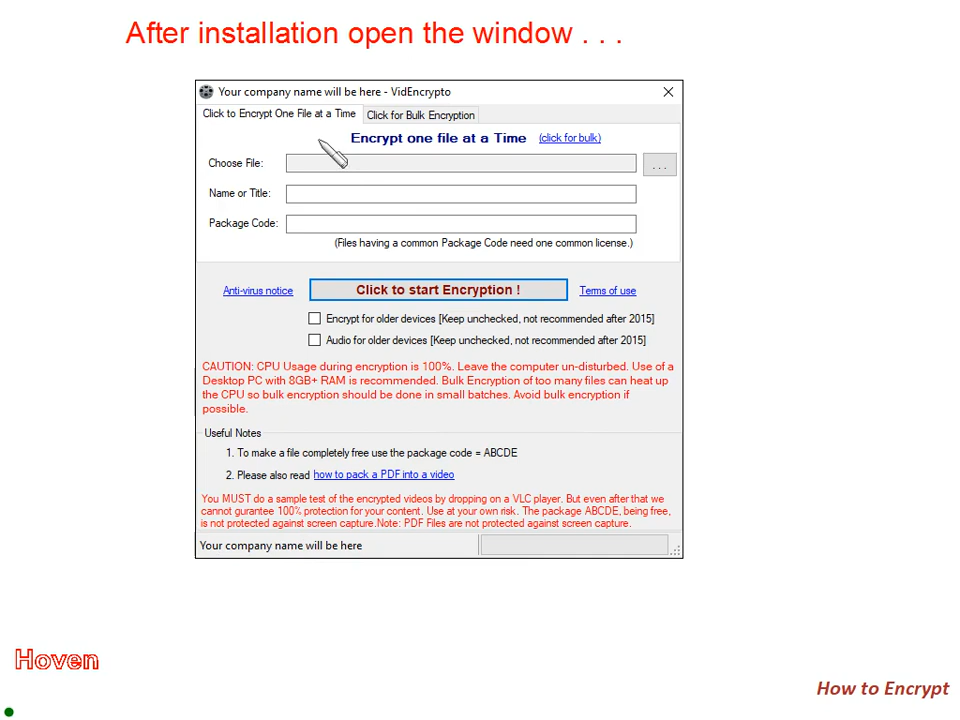 After installation open the window . . .
Your company name will be here - VidEncrypto
Click to Encrypt One File at a Time
Click for Bulk Encryption
Encrypt one file at a Time
(click for bulk)
Choose File:
. . .
Name or Title:
Package Code:
(Files having a common Package Code need one common license.)
Anti-virus notice
Click to start Encryption !
Terms of use
Encrypt for older devices [Keep unchecked, not recommended after 2015]
Audio for older devices [Keep unchecked, not recommended after 2015]
CAUTION: CPU Usage during encryption is 100%. Leave the computer un-disturbed. Use of a
Desktop PC with 8GB+ RAM is recommended. Bulk Encryption of too many files can heat up
the CPU so bulk encryption should be done in small batches. Avoid bulk encryption if
possible.
Useful Notes
1. To make a file completely free use the package code = ABCDE
2. Please also read how to pack a PDF into a video
You MUST do a sample test of the encrypted videos by dropping on a VLC player. But even after that we
cannot gurantee 100% protection for your content. Use at your own risk. The package ABCDE, being free,
is not protected against screen capture.Note: PDF Files are not protected against screen capture.
Your company name will be here
Hoven
How to Encrypt